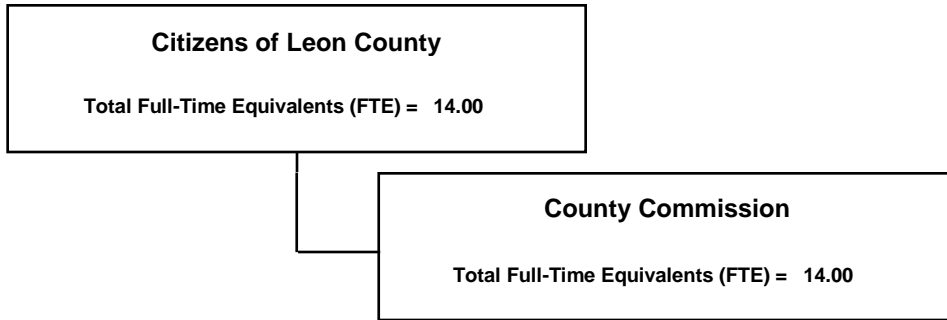 Citizens of Leon County
Total Full-Time Equivalents (FTE) = 14.00
County Commission
Total Full-Time Equivalents (FTE) = 14.00